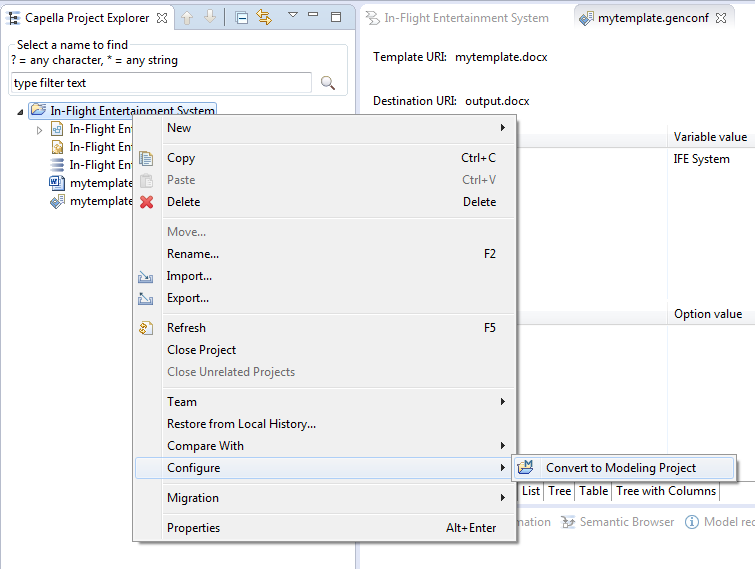 Capella Project Explorer
In-Flight Entertainment System
mytemplate.genconf
Select a name to find
? = any character, * = any string
type filter text
Template URI: mytemplate.docx
Destination URI: output.docx
In-Flight Entertainment System
In-Flight En
In-Flight En
In-Flight En
mytemplate
mytemplate
New
Copy Ctrl+C
Paste Ctrl+V
Delete Delete
Move...
Rename... F2
Import...
Export...
Refresh F5
Close Project
Close Unrelated Projects
Team
Restore from Local History...
Compare With
Configure
Migration
Properties Alt+Enter
Convert to Modeling Project
Variable value
IFE System
Option value
List Tree Table Tree with Columns
mation Semantic Browser Model req